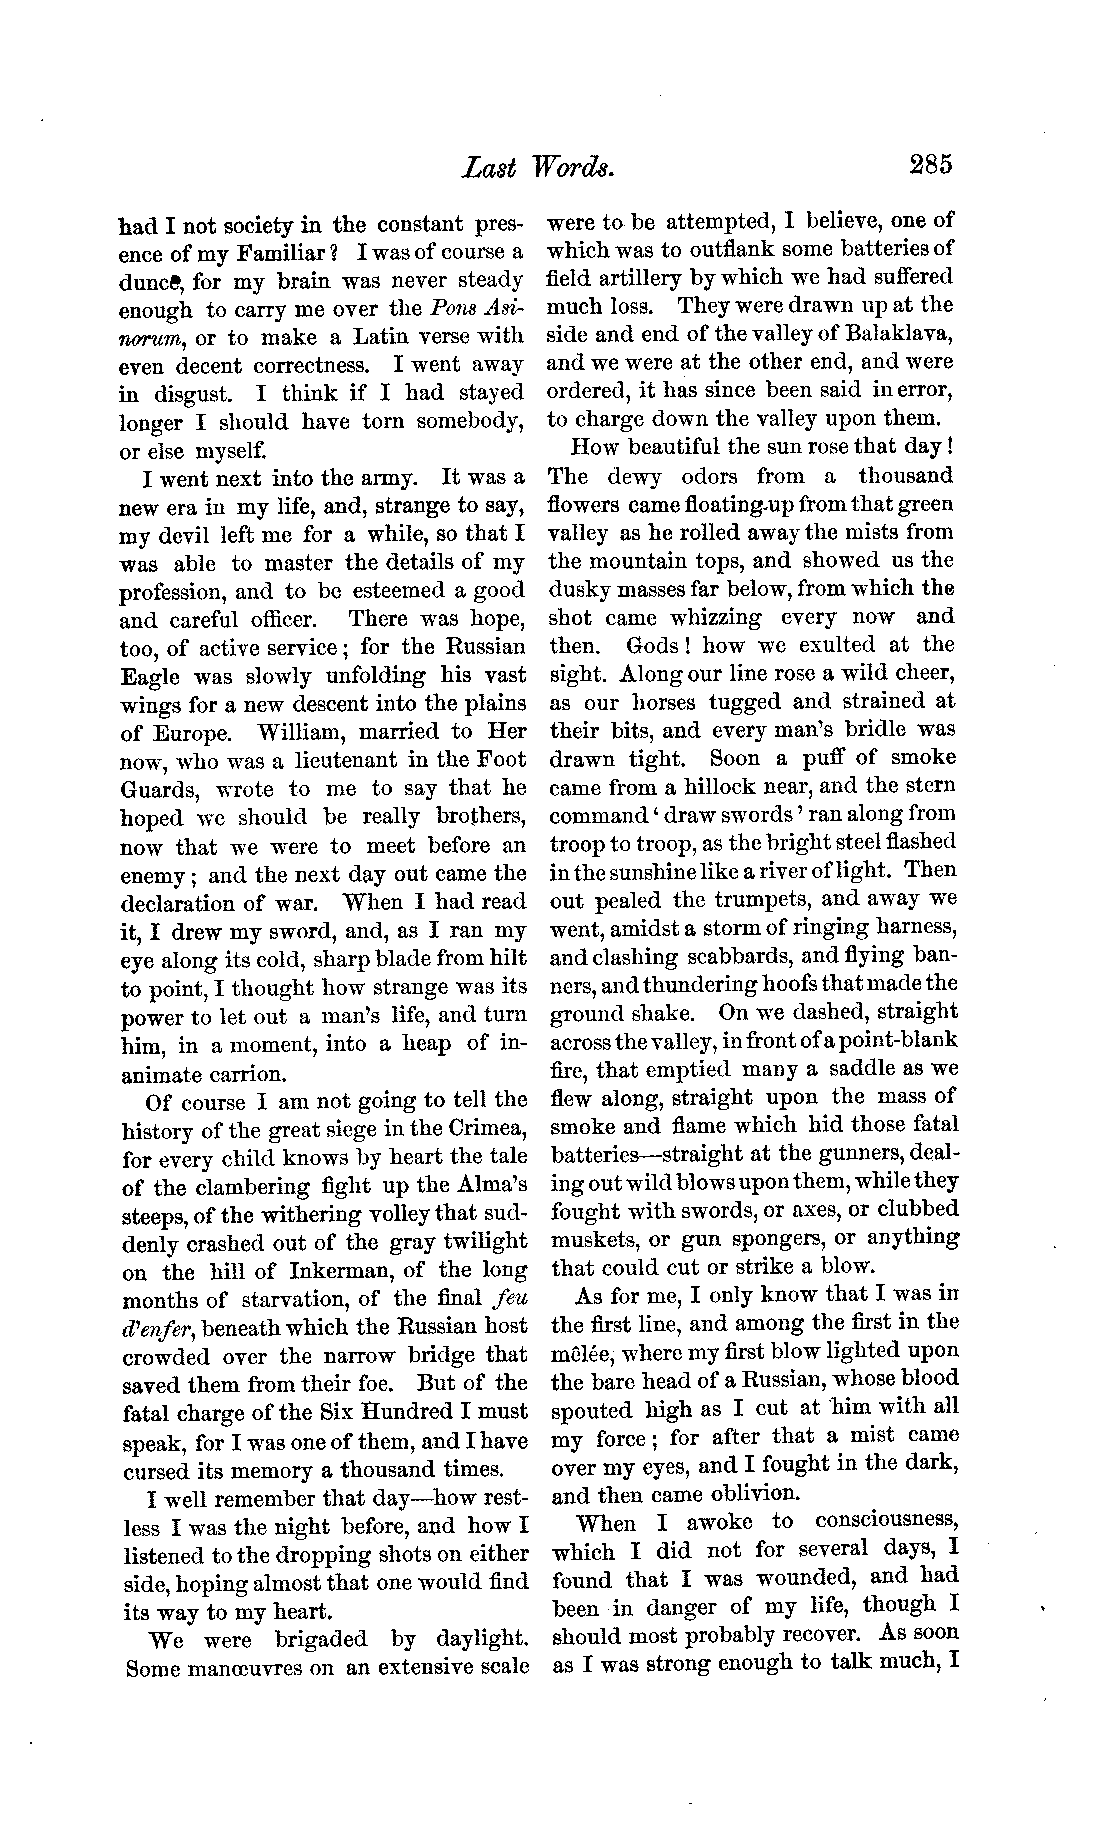 Last Words.
285
had I not society in the constant pres-
ence of my Familiar? I was of course a
dunce, for my brain was never steady
enough to carry me over the Pons Asi-
norum, or to make a Latin verse with
even decent correctness. I went away
in disgust. I think if I had stayed
longer I should have torn somebody,
or else myself.
I went next into the army. It was a
new era in my life, and, strange to say,
my devil left me for a while, so that I
was able to master the details of my
profession, and to be esteemed a good
and careful officer. There was hope,
too, of active service; for the Russian
Eagle was slowly unfolding his vast
wings for a new descent into the plains
of Europe. William, married to Her
now, who was a lieutenant in the Foot
Guards, wrote to me to say that he
hoped we should be really brothers,
now that we were to meet before an
enemy; and the next day out came the
declaration of war. When I had read
it, I drew my sword, and, as I ran my
eye along its cold, sharp blade from hilt
to point, I thought how strange was its
power to let out a man's life, and turn
him, in a moment, into a heap of in-
animate carrion.
Of course I am not going to tell the
history of the great siege in the Crimea,
for every child knows by heart the tale
of the clambering fight up the Alma's
steeps, of the withering volley that sud-
denly crashed out of the gray twilight
on the hill of Inkerman, of the long
months of starvation, of the final feu
d'enfer, beneath which the Russian host
crowded over the narrow bridge that
saved them from their foe. But of the
fatal charge of the Six Hundred I must
speak, for I was one of them, and I have
cursed its memory a thousand times.
I well remember that day—how rest-
less I was the night before, and how I
listened to the dropping shots on either
side, hoping almost that one would find
its way to my heart.
We were brigaded by daylight.
Some manœuvres on an extensive scale
were to be attempted, I believe, one of
which was to outflank some batteries of
field artillery by which we had suffered
much loss. They were drawn up at the
side and end of the valley of Balaklava,
and we were at the other end, and were
ordered, it has since been said in error,
to charge down the valley upon them.
How beautiful the sun rose that day!
The dewy odors from a thousand
flowers came floating up from that green
valley as he rolled away the mists from
the mountain tops, and showed us the
dusky masses far below, from which the
shot came whizzing every now and
then. Gods! how we exulted at the
sight. Along our line rose a wild cheer,
as our horses tugged and strained at
their bits, and every man's bridle was
drawn tight. Soon a puff of smoke
came from a hillock near, and the stern
command 'draw swords' ran along from
troop to troop, as the bright steel flashed
in the sunshine like a river of light. Then
out pealed the trumpets, and away we
went, amidst a storm of ringing harness,
and clashing scabbards, and flying ban-
ners, and thundering hoofs that made the
ground shake. On we dashed, straight
across the valley, in front of a point-blank
fire, that emptied many a saddle as we
flew along, straight upon the mass of
smoke and flame which hid those fatal
batteries—straight at the gunners, deal-
ing out wild blows upon them, while they
fought with swords, or axes, or clubbed
muskets, or gun spongers, or anything
that could cut or strike a blow.
As for me, I only know that I was in
the first line, and among the first in the
mêlée, where my first blow lighted upon
the bare head of a Russian, whose blood
spouted high as I cut at him with all
my force; for after that a mist came
over my eyes, and I fought in the dark,
and then came oblivion.
When I awoke to consciousness,
which I did not for several days, I
found that I was wounded, and had
been in danger of my life, though I
should most probably recover. As soon
as I was strong enough to talk much, I